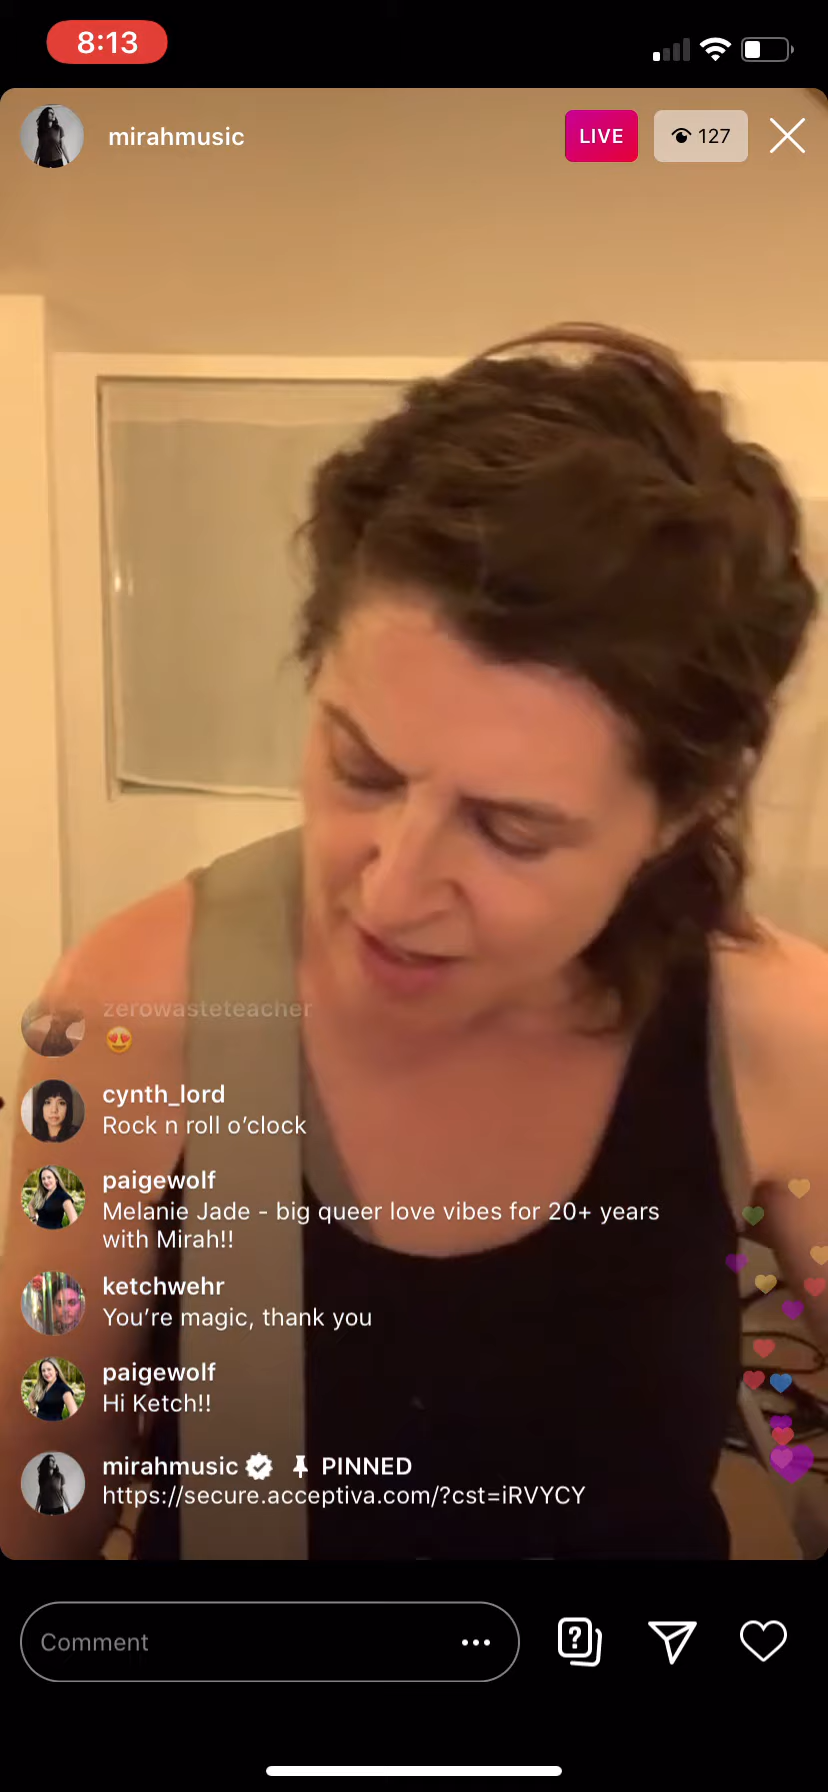 8:13
mirahmusic
LIVE
127
zerowasteteacher
😍
cynth_lord
Rock n roll o’clock
paigewolf
Melanie Jade - big queer love vibes for 20+ years
with Mirah!!
ketchwehr
You’re magic, thank you
paigewolf
Hi Ketch!!
mirahmusic PINNED
https://secure.acceptiva.com/?cst=iRVYCY
Comment
?